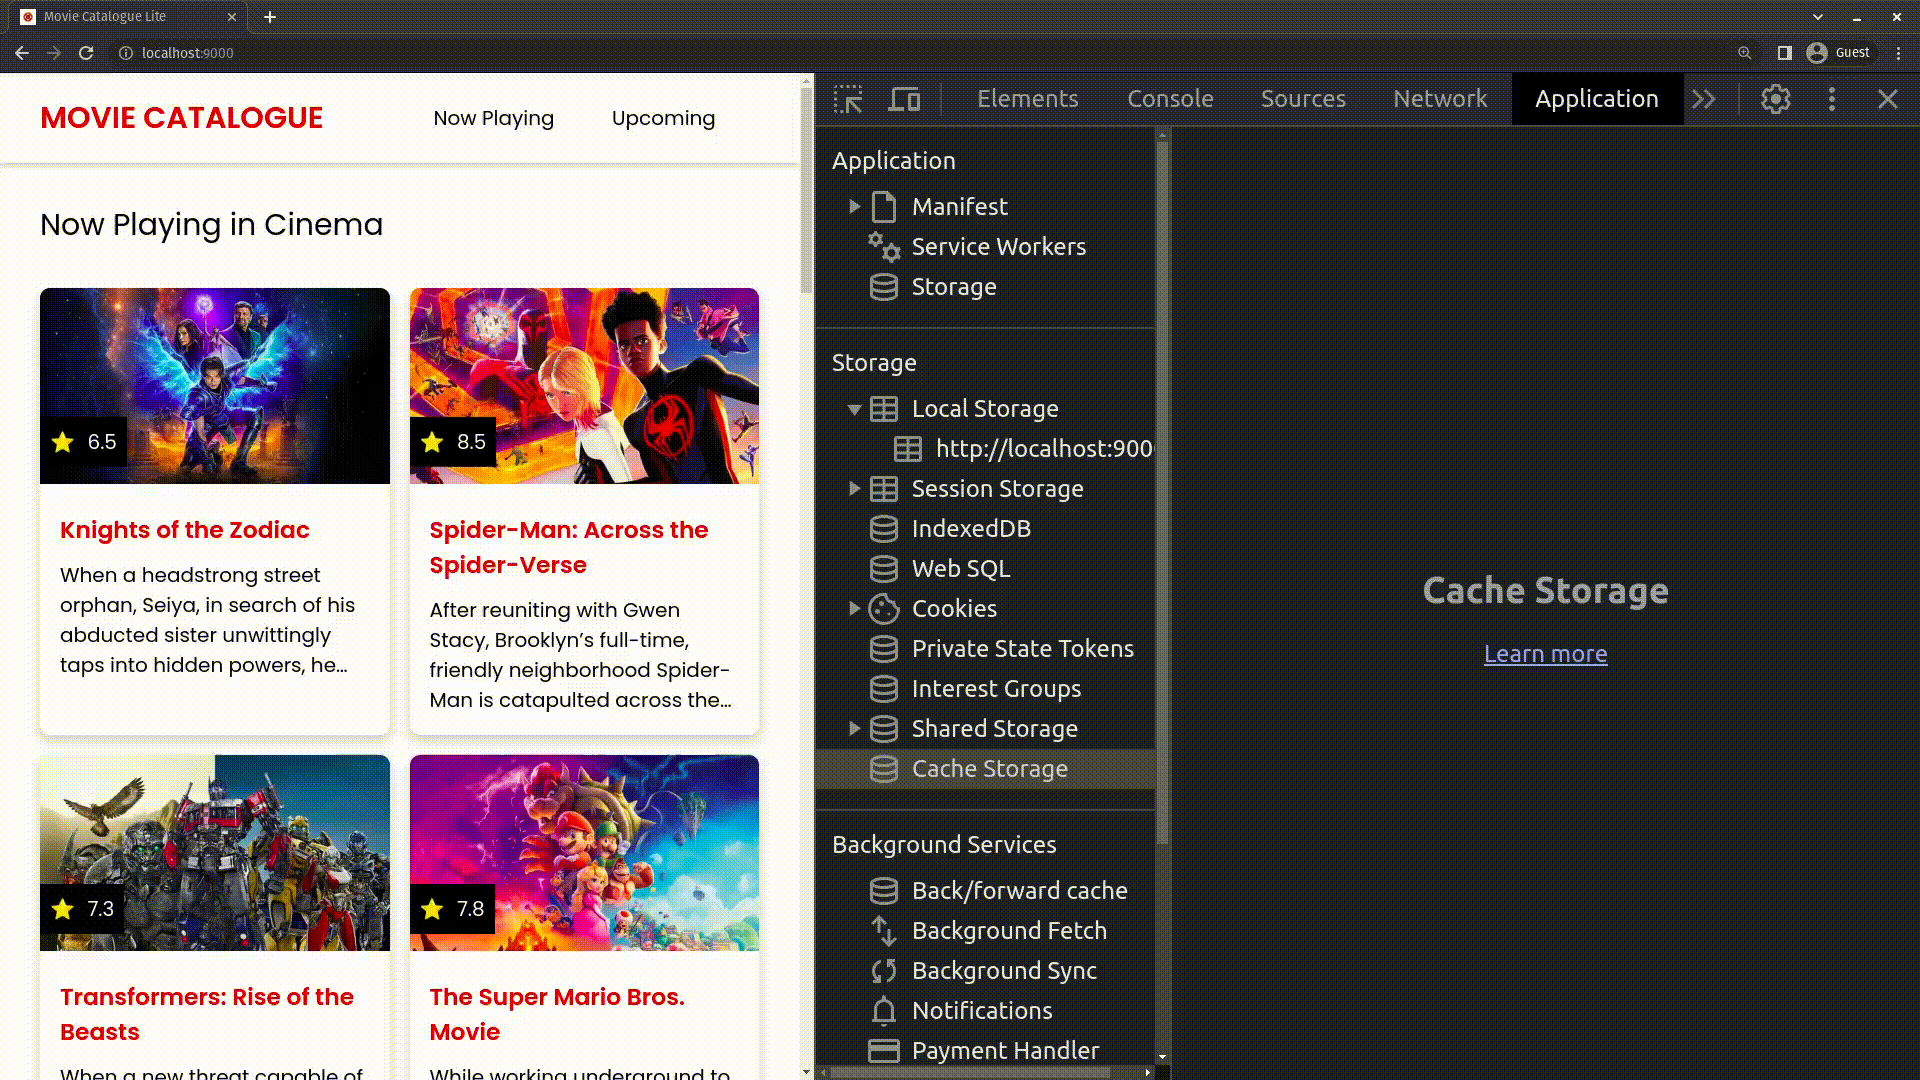 Movie Catalogue Lite
localhost:9000
Guest
MOVIE CATALOGUE
Now Playing
Upcoming
Now Playing in Cinema
6.5
Knights of the Zodiac
When a headstrong street
orphan, Seiya, in search of his
abducted sister unwittingly
taps into hidden powers, he...
8.5
Spider-Man: Across the
Spider-Verse
After reuniting with Gwen
Stacy, Brooklyn’s full-time,
friendly neighborhood Spider-
Man is catapulted across the...
7.3
Transformers: Rise of the
Beasts
When a new threat capable of
7.8
The Super Mario Bros.
Movie
While working underground to
Elements
Console
Sources
Network
Application
Application
Manifest
Service Workers
Storage
Storage
Local Storage
http://localhost:900
Session Storage
IndexedDB
Web SQL
Cookies
Private State Tokens
Interest Groups
Shared Storage
Cache Storage
Background Services
Back/forward cache
Background Fetch
Background Sync
Notifications
Payment Handler
Cache Storage
Learn more